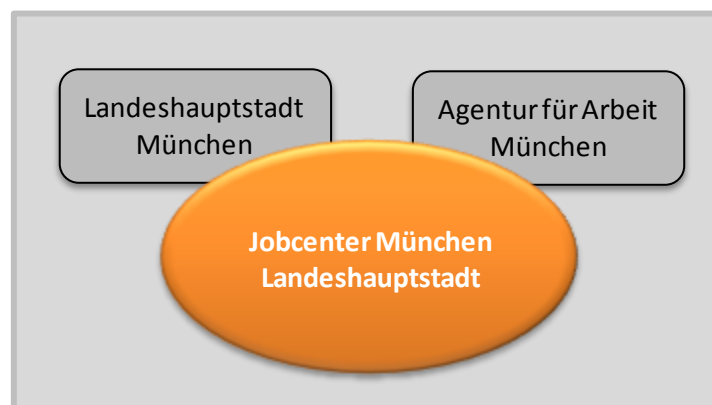 Landeshauptstadt
München
Agentur für Arbeit
München
Jobcenter München
Landeshauptstadt